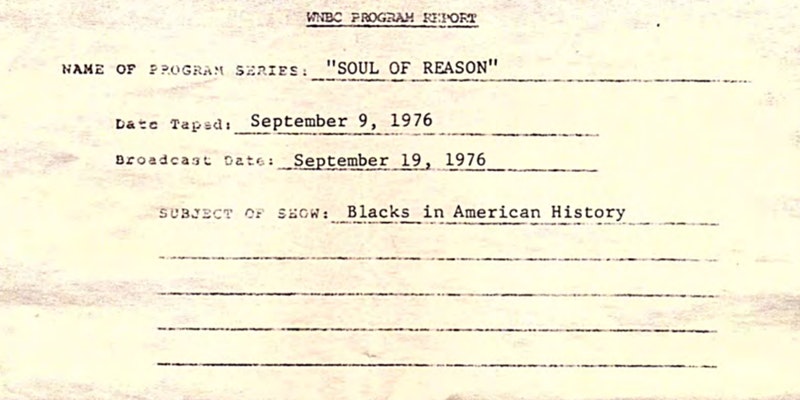 WNBC PROGRAM REPORT
NAME OF PROGRAM SERIES: "SOUL OF REASON"
Date Taped: September 9, 1976
Broadcast Date: September 19, 1976
SUBJECT OF SHOW: Blacks in American History